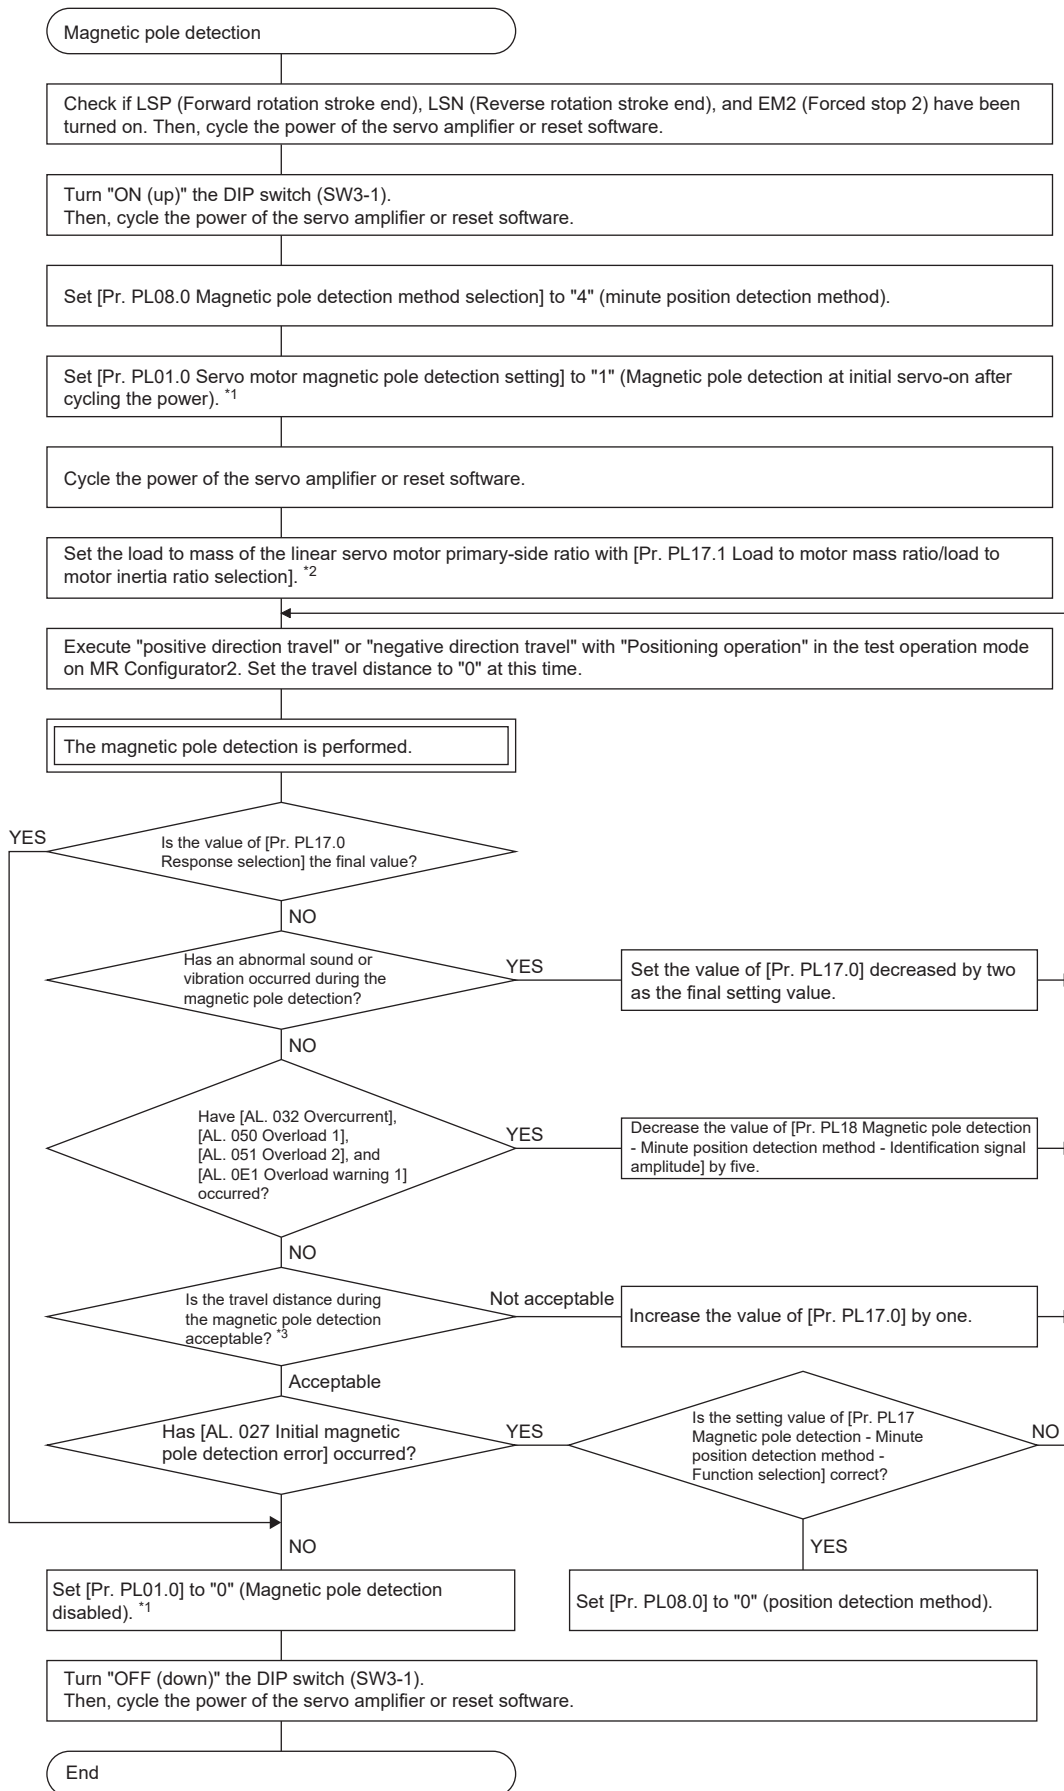 Magnetic pole detection
Check if LSP (Forward rotation stroke end), LSN (Reverse rotation stroke end), and EM2 (Forced stop 2) have been
turned on. Then, cycle the power of the servo amplifier or reset software.
Turn "ON (up)" the DIP switch (SW3-1).
Then, cycle the power of the servo amplifier or reset software.
Set [Pr. PL08.0 Magnetic pole detection method selection] to "4" (minute position detection method).
Set [Pr. PL01.0 Servo motor magnetic pole detection setting] to "1" (Magnetic pole detection at initial servo-on after
cycling the power). *1
Cycle the power of the servo amplifier or reset software.
Set the load to mass of the linear servo motor primary-side ratio with [Pr. PL17.1 Load to motor mass ratio/load to
motor inertia ratio selection]. *2
Execute "positive direction travel" or "negative direction travel" with "Positioning operation" in the test operation mode
on MR Configurator2. Set the travel distance to "0" at this time.
The magnetic pole detection is performed.
YES
Is the value of [Pr. PL17.0
Response selection] the final value?
NO
Has an abnormal sound or
vibration occurred during the
magnetic pole detection?
YES
Set the value of [Pr. PL17.0] decreased by two
as the final setting value.
NO
Have [AL. 032 Overcurrent],
[AL. 050 Overload 1],
[AL. 051 Overload 2], and
[AL. 0E1 Overload warning 1]
occurred?
YES
Decrease the value of [Pr. PL18 Magnetic pole detection
- Minute position detection method - Identification signal
amplitude] by five.
NO
Is the travel distance during
the magnetic pole detection
acceptable? *3
Not acceptable
Increase the value of [Pr. PL17.0] by one.
Acceptable
Has [AL. 027 Initial magnetic
pole detection error] occurred?
YES
Is the setting value of [Pr. PL17
Magnetic pole detection - Minute
position detection method -
Function selection] correct?
NO
NO
YES
Set [Pr. PL01.0] to "0" (Magnetic pole detection
disabled). *1
Set [Pr. PL08.0] to "0" (position detection method).
Turn "OFF (down)" the DIP switch (SW3-1).
Then, cycle the power of the servo amplifier or reset software.
End